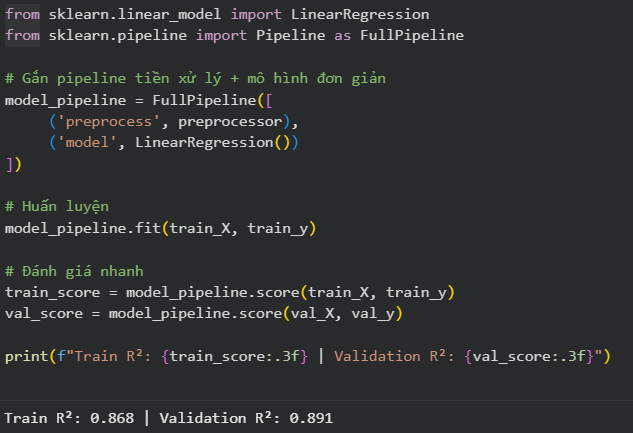 from sklearn.linear_model import LinearRegression
from sklearn.pipeline import Pipeline as FullPipeline
# Gắn pipeline tiền xử lý + mô hình đơn giản
model_pipeline = FullPipeline([
    ('preprocess', preprocessor),
    ('model', LinearRegression())
])
# Huấn luyện
model_pipeline.fit(train_X, train_y)
# Đánh giá nhanh
train_score = model_pipeline.score(train_X, train_y)
val_score = model_pipeline.score(val_X, val_y)
print(f"Train R²: {train_score:.3f} | Validation R²: {val_score:.3f}")
Train R²: 0.868 | Validation R²: 0.891